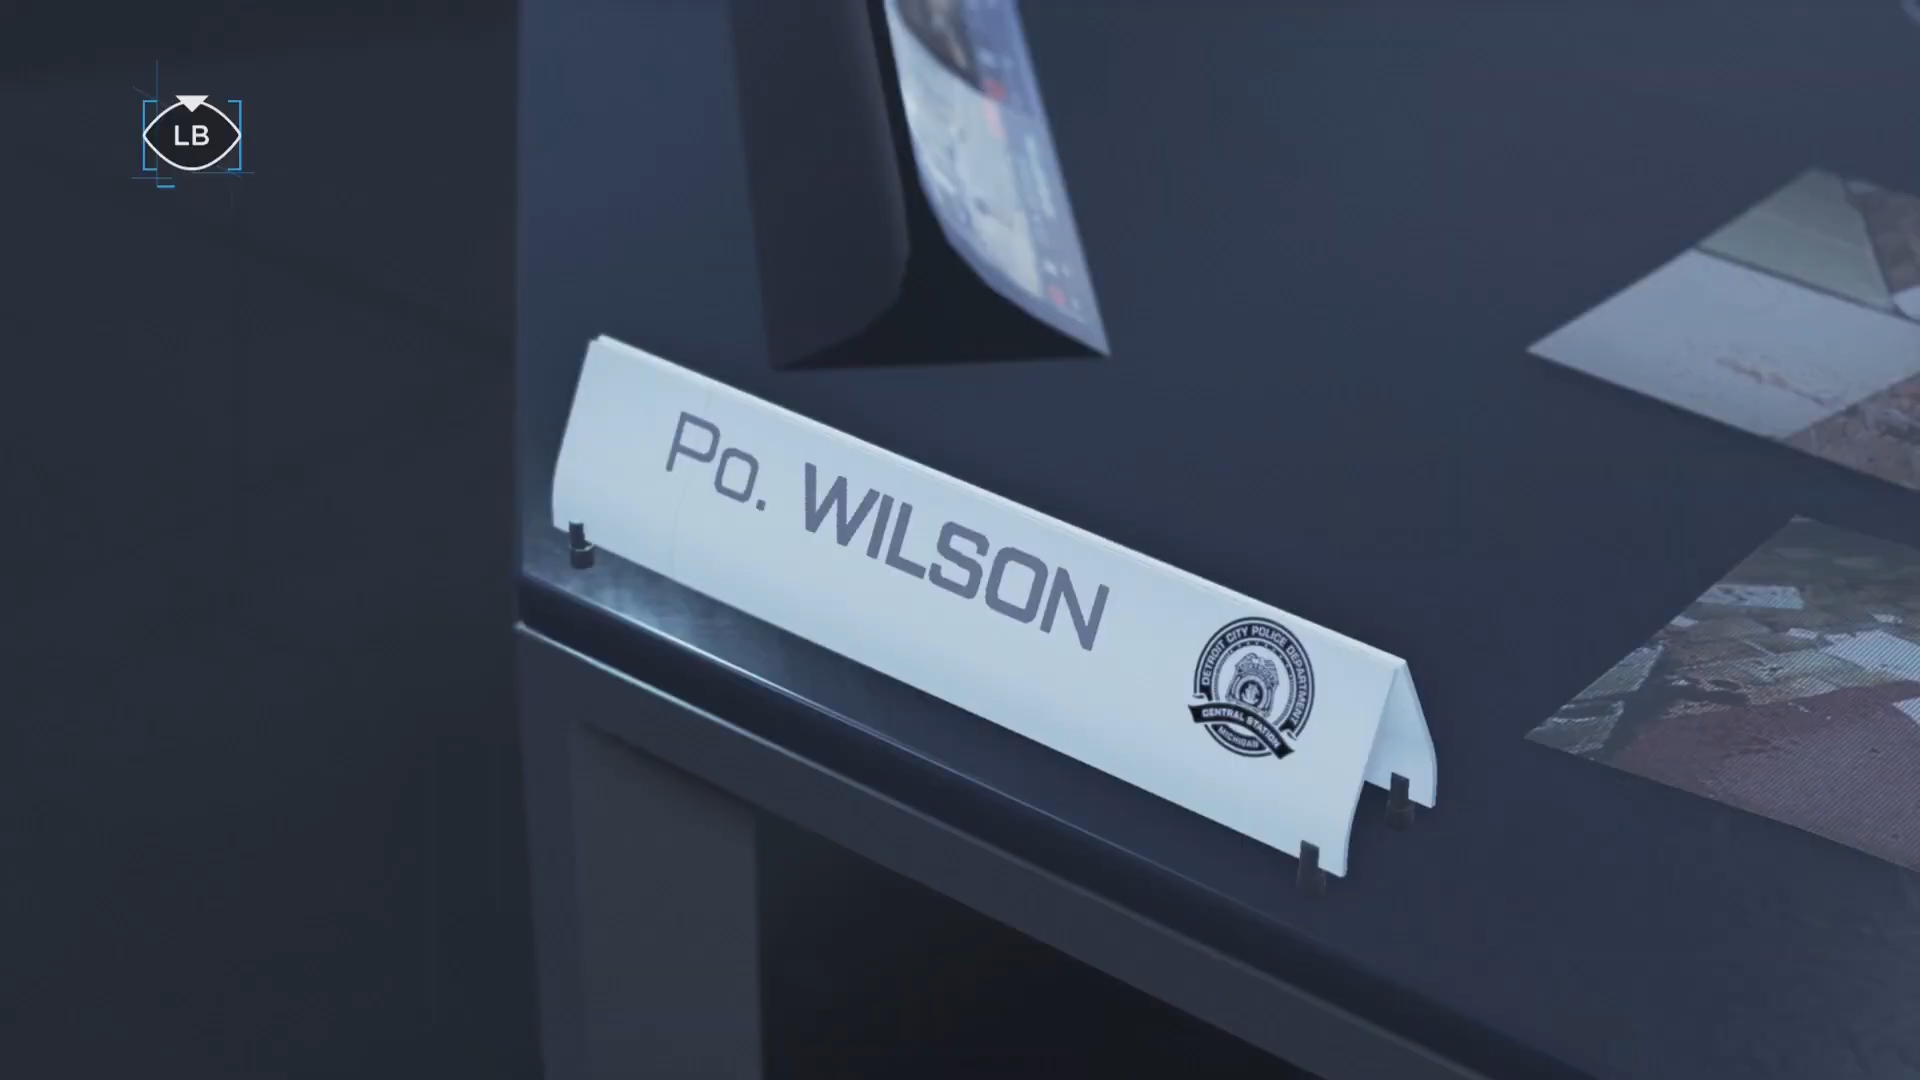 LB
Po. WILSON
DETROIT CITY POLICE DEPARTMENT
CENTRAL STATION
MICHIGAN